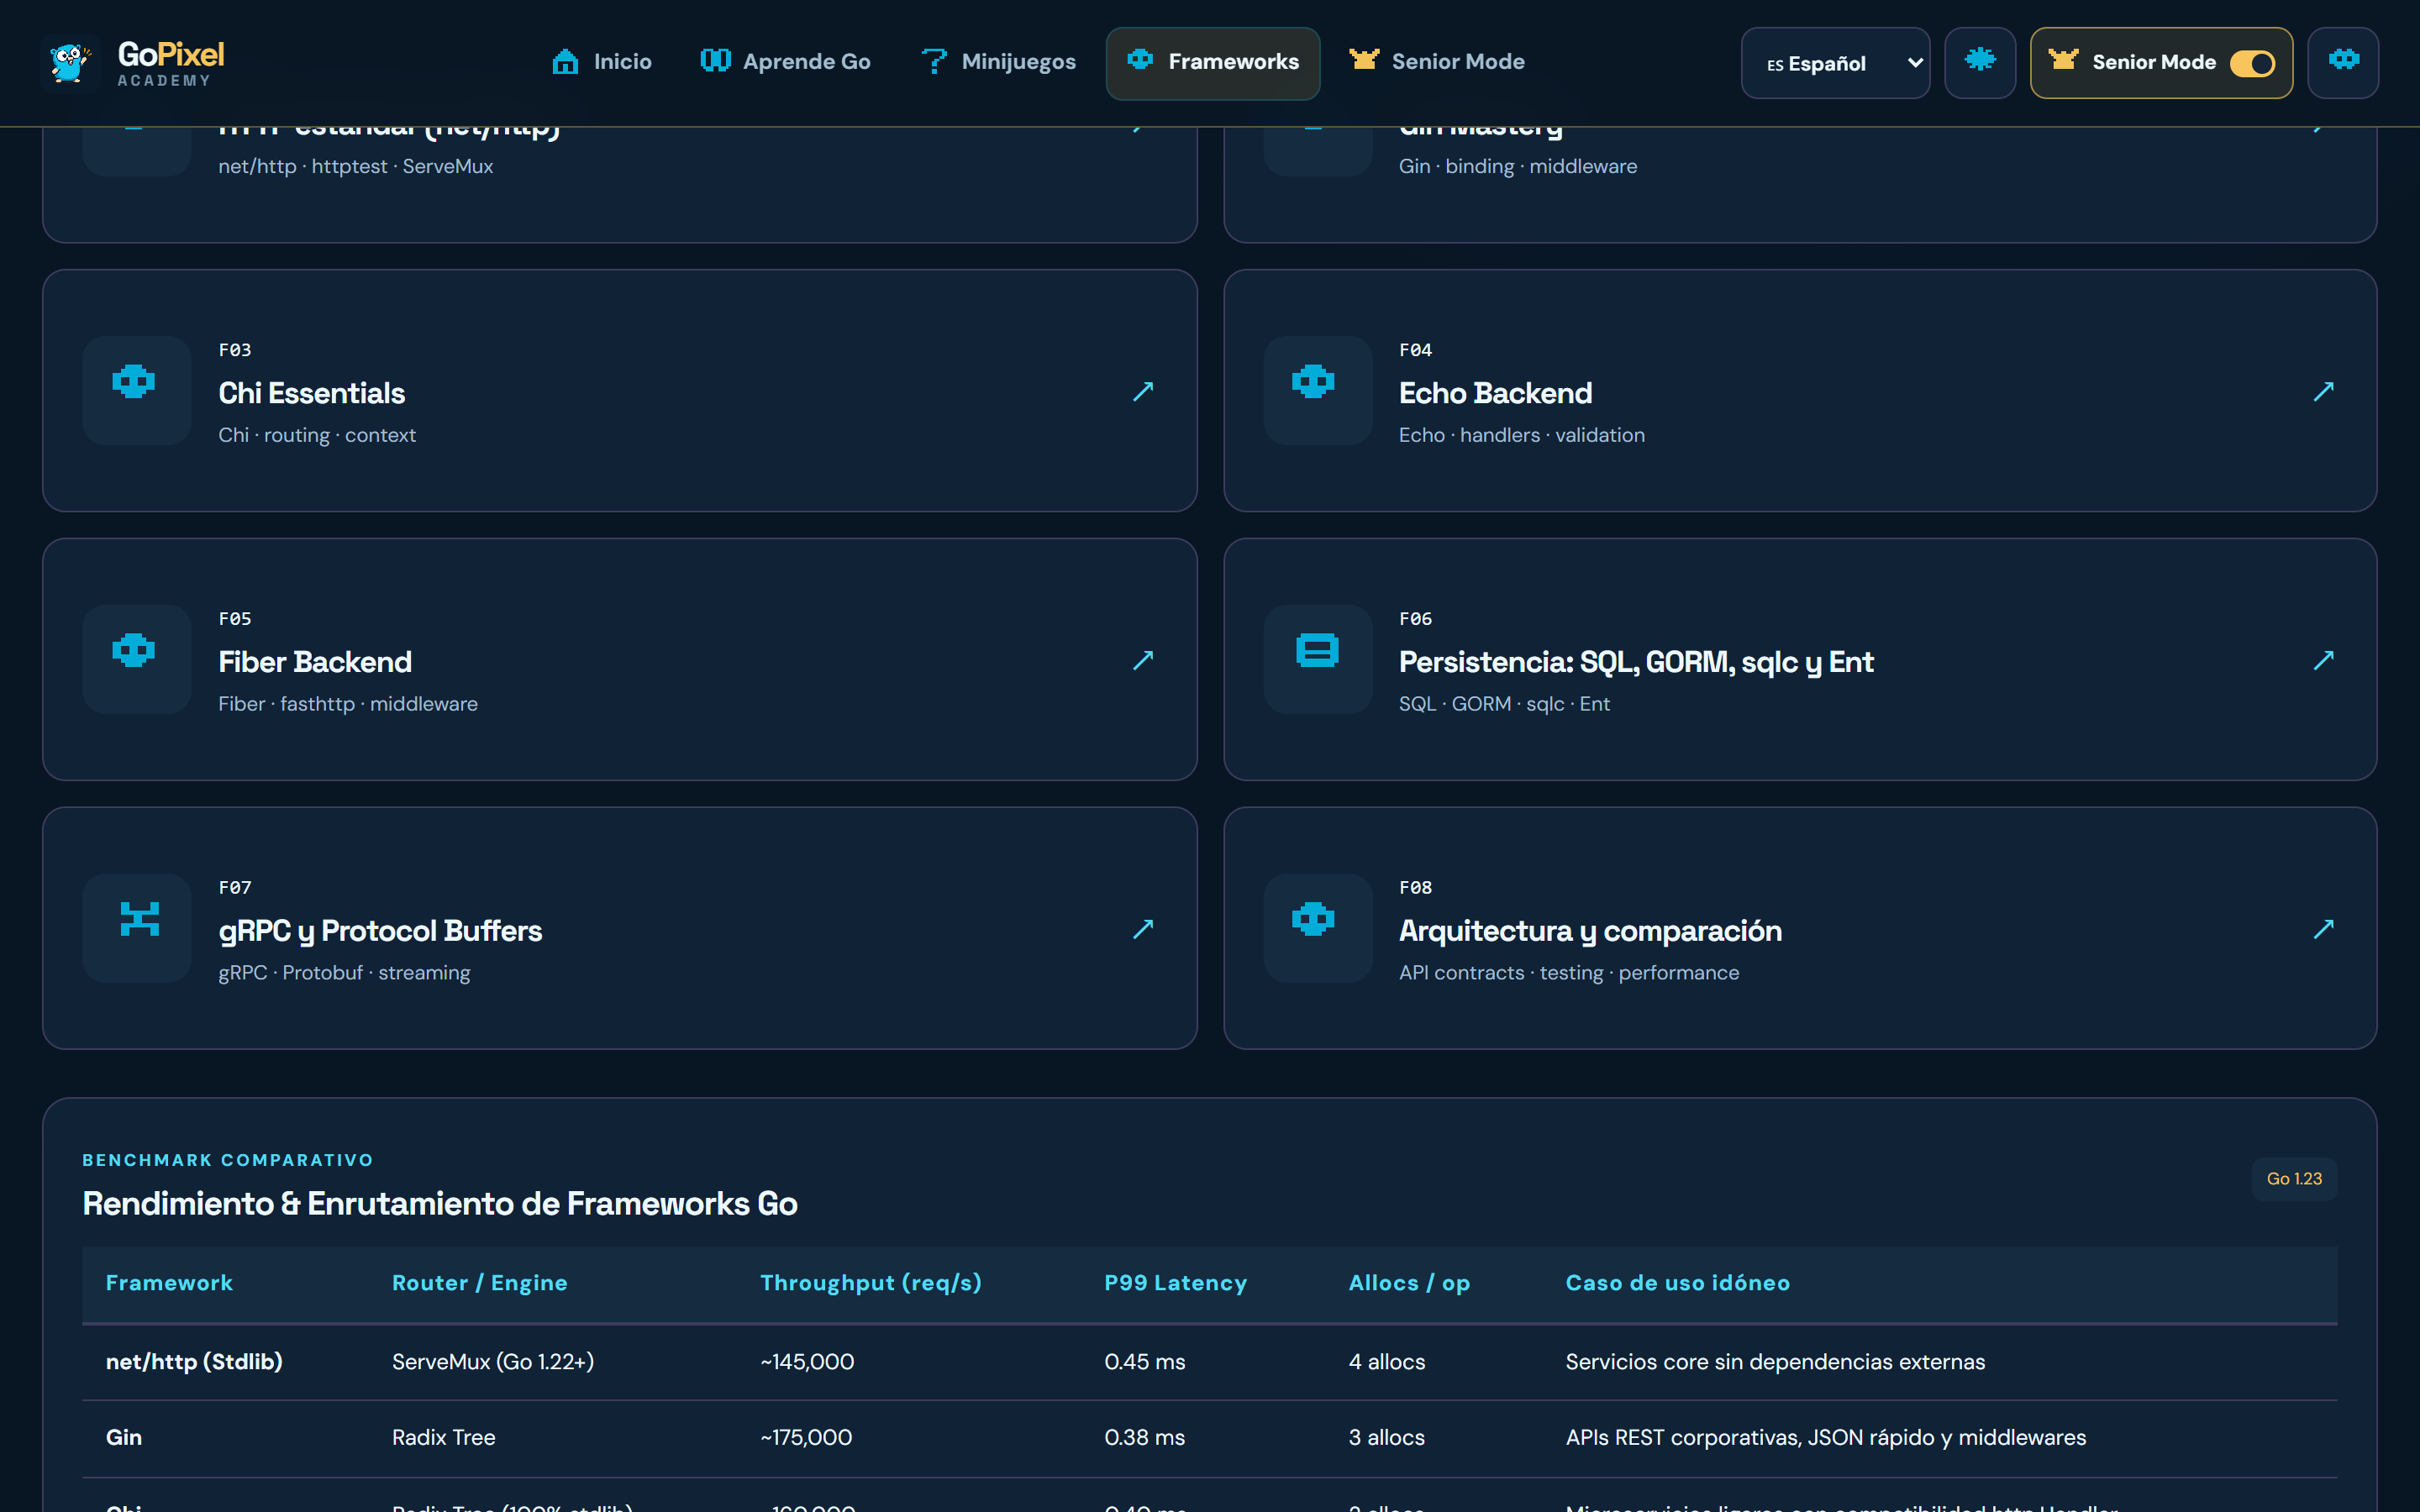 GoPixel
ACADEMY
Inicio
Aprende Go
Minijuegos
Frameworks
Senior Mode
ES Español
Senior Mode
HTTP estándar (net/http)
net/http · httptest · ServeMux
Gin Mastery
Gin · binding · middleware
F03
Chi Essentials
Chi · routing · context
F04
Echo Backend
Echo · handlers · validation
F05
Fiber Backend
Fiber · fasthttp · middleware
F06
Persistencia: SQL, GORM, sqlc y Ent
SQL · GORM · sqlc · Ent
F07
gRPC y Protocol Buffers
gRPC · Protobuf · streaming
F08
Arquitectura y comparación
API contracts · testing · performance
BENCHMARK COMPARATIVO
Rendimiento & Enrutamiento de Frameworks Go
Go 1.23
Framework Router / Engine Throughput (req/s) P99 Latency Allocs / op Caso de uso idóneo
net/http (Stdlib) ServeMux (Go 1.22+) ~145,000 0.45 ms 4 allocs Servicios core sin dependencias externas
Gin Radix Tree ~175,000 0.38 ms 3 allocs APIs REST corporativas, JSON rápido y middlewares